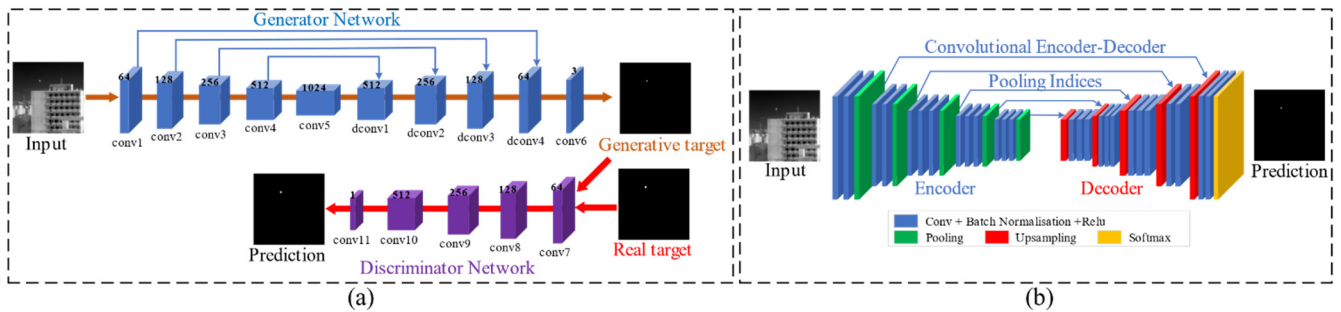 Generator Network
64
128
256
512
1024
512
256
128
64
3
Input
conv1
conv2
conv3
conv4
conv5
dconv1
dconv2
dconv3
dconv4
conv6
Generative target
1
512
256
128
64
Prediction
conv11
conv10
conv9
conv8
conv7
Real target
Discriminator Network
(a)
Convolutional Encoder-Decoder
Pooling Indices
Input
Encoder
Decoder
Prediction
Conv + Batch Normalisation +Relu
Pooling
Upsampling
Softmax
(b)